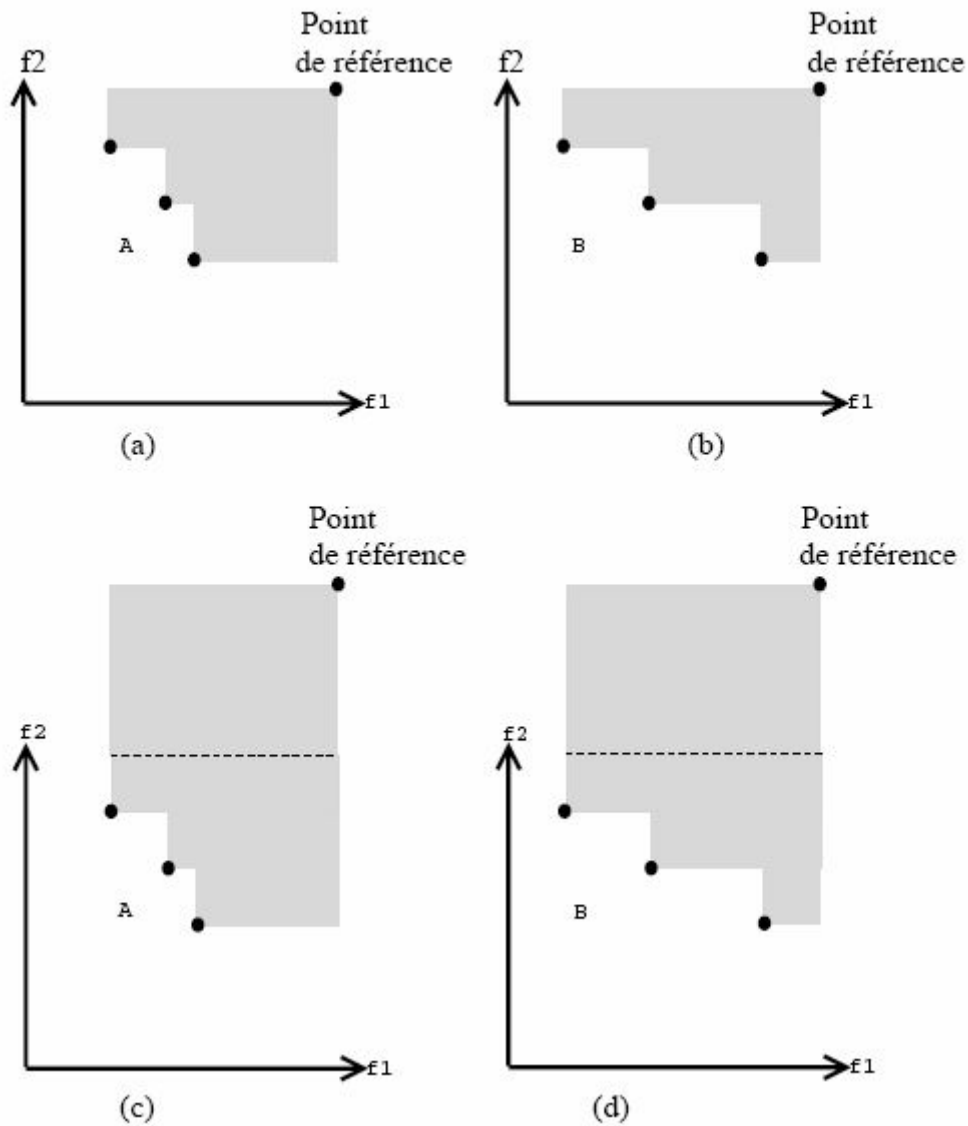 Point
de référence
f2
A
f1
(a)
Point
de référence
f2
B
f1
(b)
Point
de référence
f2
A
f1
(c)
Point
de référence
f2
B
f1
(d)